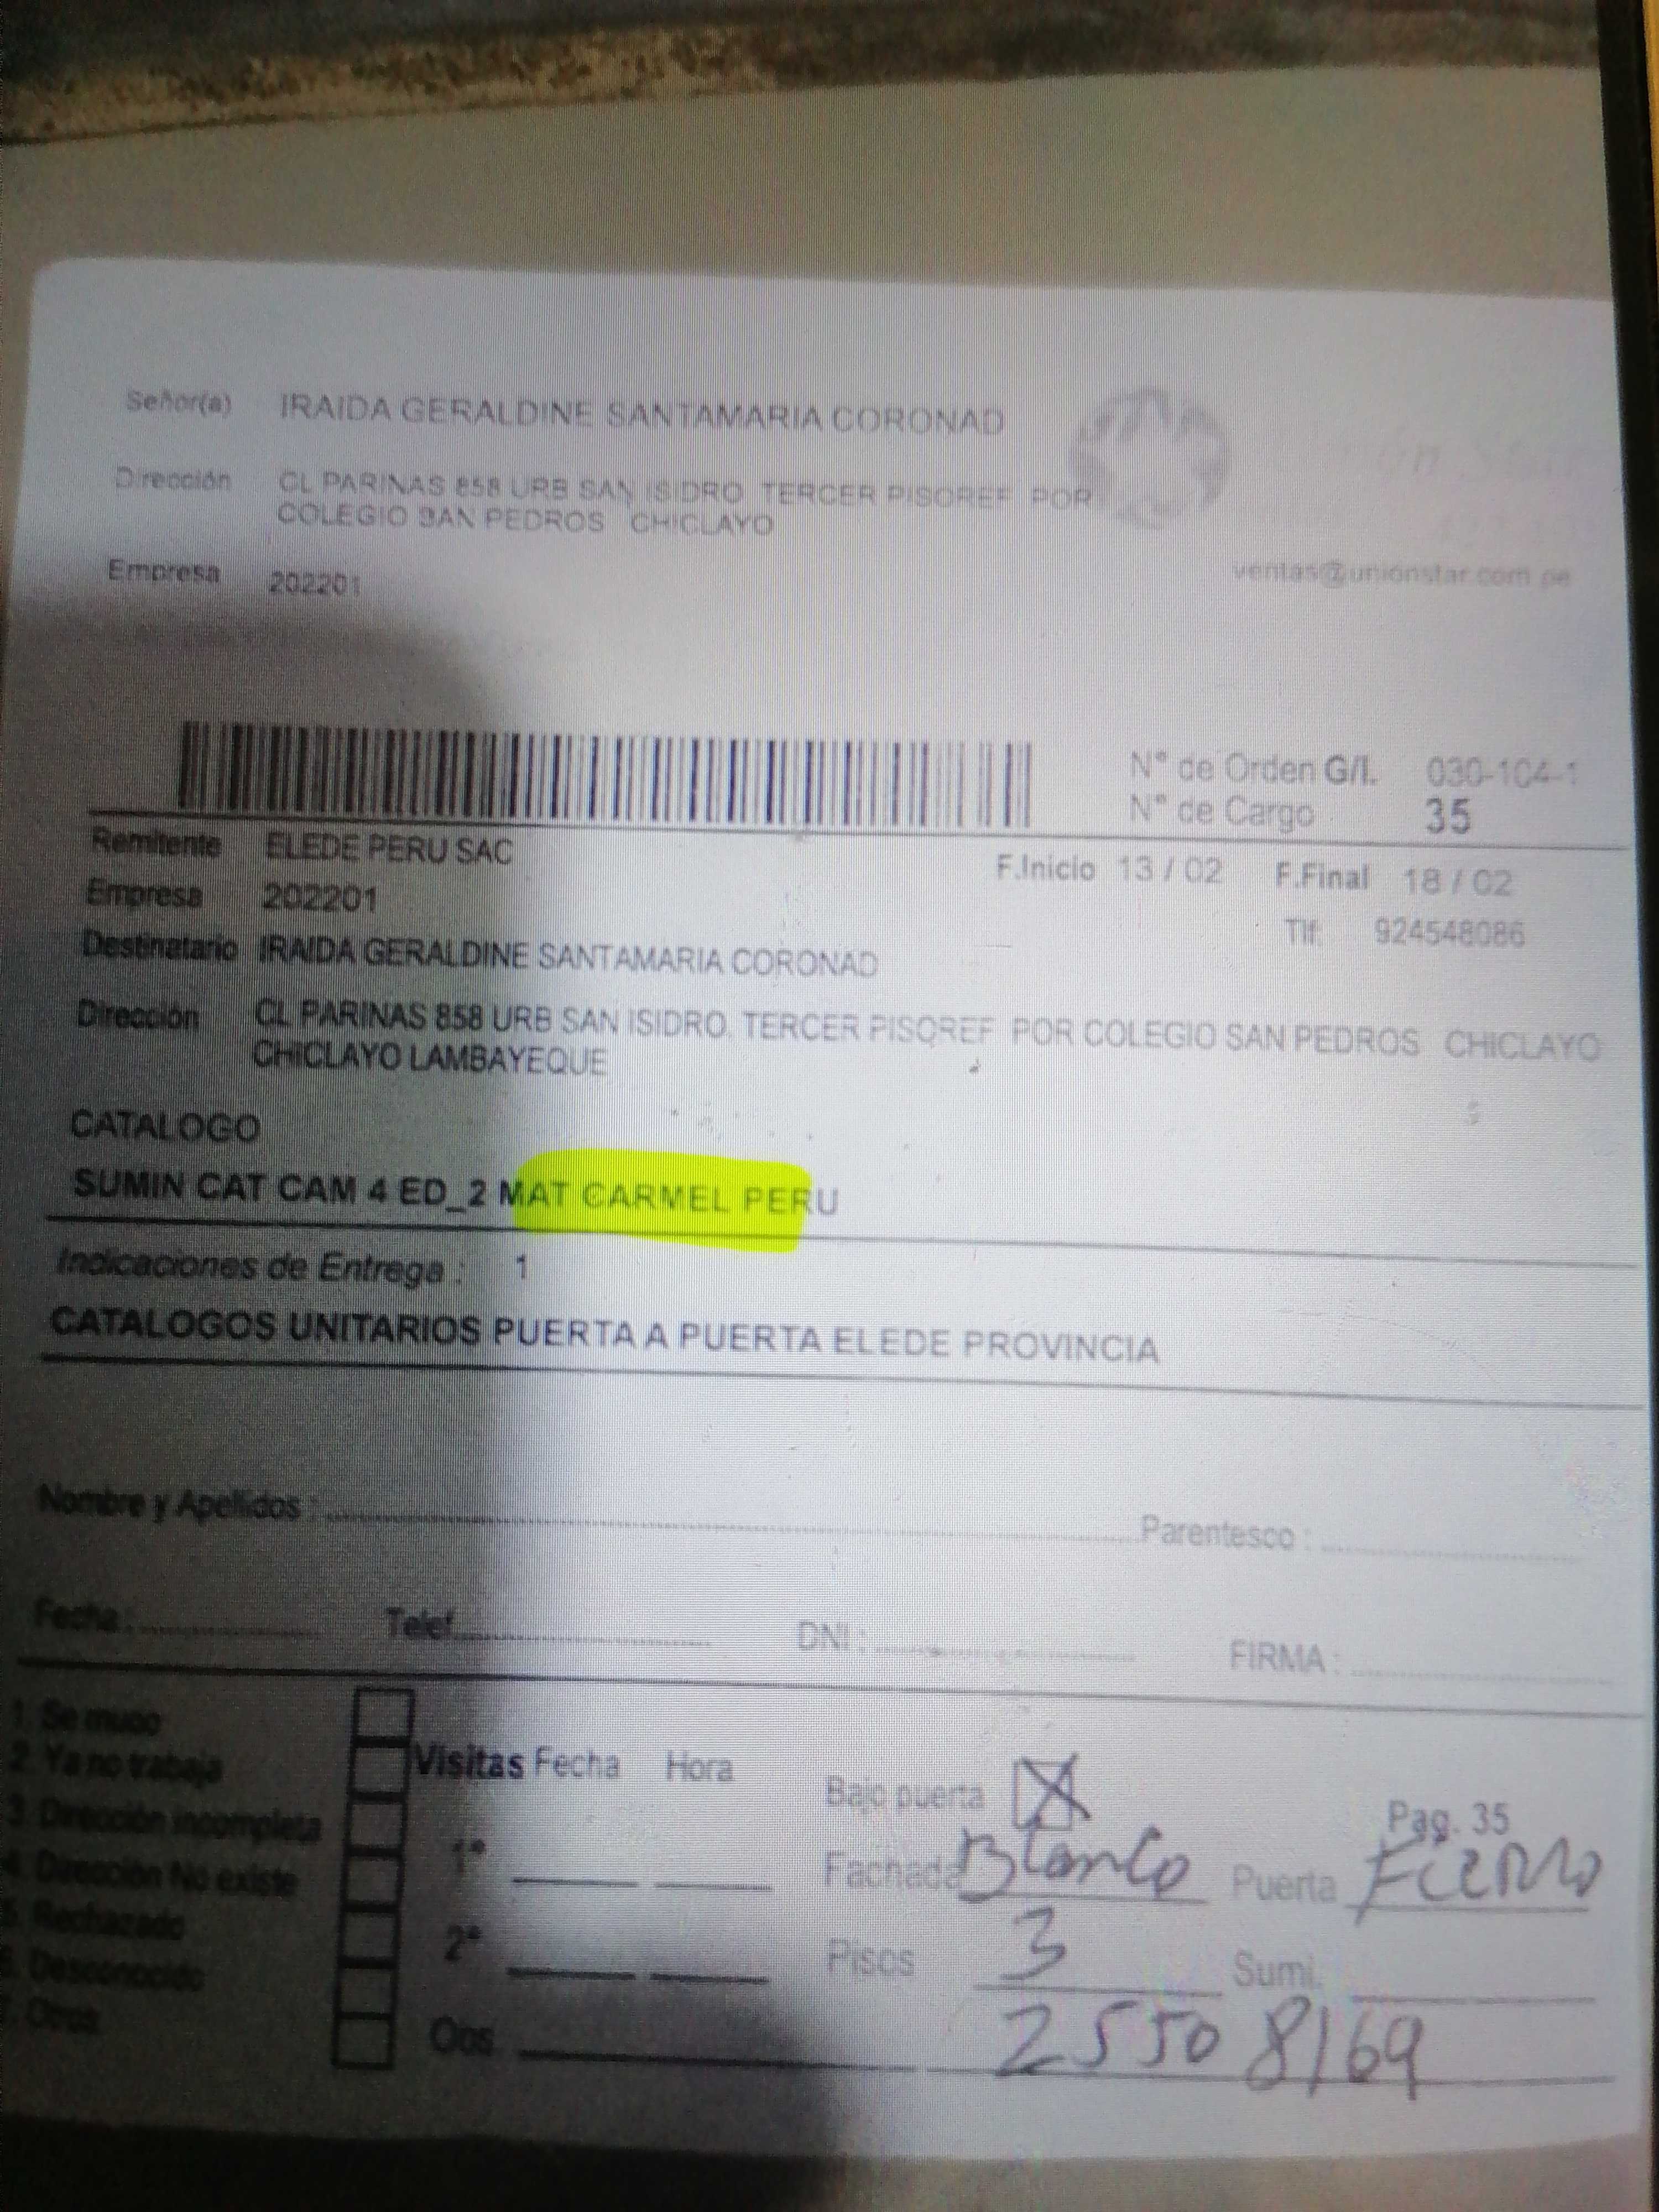 Señor(a) IRAIDA GERALDINE SANTAMARIA CORONAD
Dirección CL PARINAS 858 URB SAN ISIDRO TERCER PISOREF POR
COLEGIO SAN PEDROS CHICLAYO
Empresa 202201
ventas@unionstar.com.pe
N° de Orden G/I. 030-104-1
N° de Cargo 35
Remitente ELEDE PERU SAC
F.Inicio 13 / 02 F.Final 18 / 02
Empresa 202201
Tlf: 924548086
Destinatario IRAIDA GERALDINE SANTAMARIA CORONAD
Dirección CL PARINAS 858 URB SAN ISIDRO. TERCER PISOREF POR COLEGIO SAN PEDROS CHICLAYO
CHICLAYO LAMBAYEQUE
CATALOGO
SUMIN CAT CAM 4 ED_2 MAT CARMEL PERU
Indicaciones de Entrega : 1
CATALOGOS UNITARIOS PUERTA A PUERTA ELEDE PROVINCIA
Nombre y Apellidos : Parentesco :
Fecha : Telef. DNI : FIRMA :
1. Se mudo
2. Ya no trabaja
3. Dirección incompleta
4. Dirección No existe
5. Rechazado
6. Desconocido
7. Otros
Visitas Fecha Hora
1°
2°
Obs
Bajo puerta X
Pag. 35
Fachada Blanco Puerta Fierro
Pisos 3 Sumi.
25508169